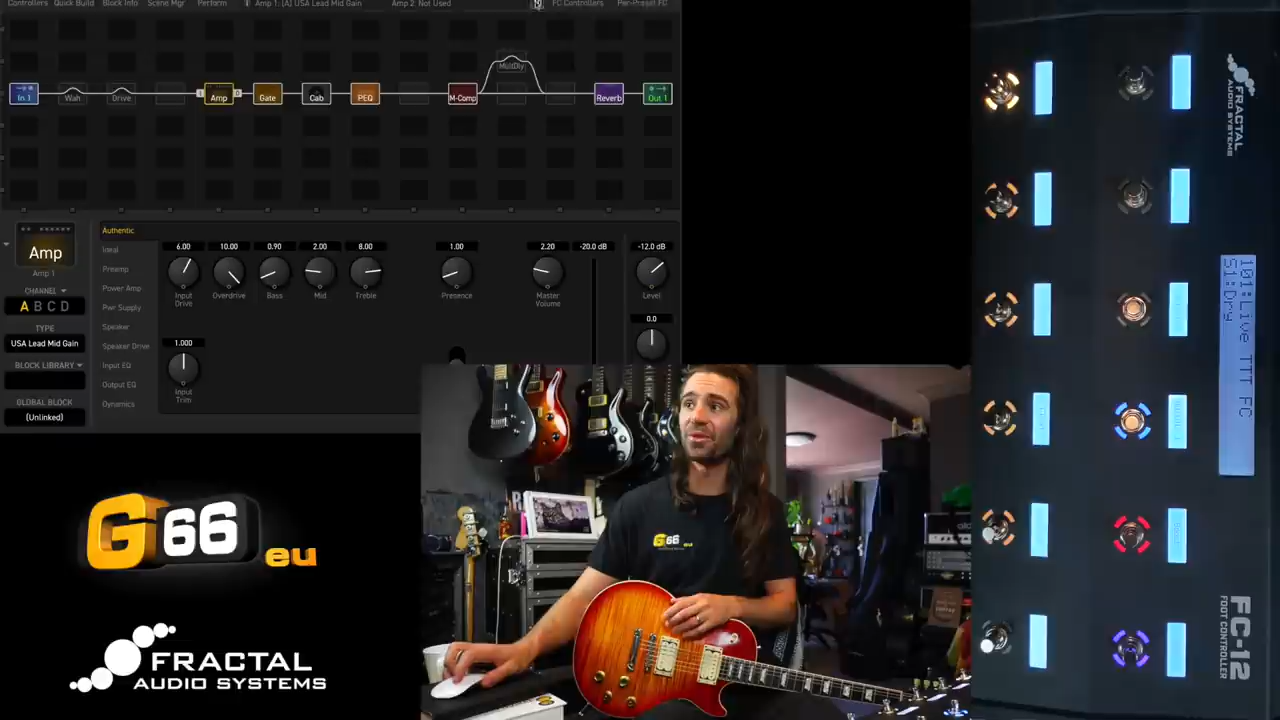 Controllers Quick Build Block Info Scene Mgr Perform Amp 1: (A) USA Lead Mid Gain Amp 2: Not Used FC Controllers Per-Preset FC
MultDly
In 1 Wah Drive Amp Gate Cab PEQ M-Comp Reverb Out 1
Amp
Amp 1
CHANNEL
A B C D
TYPE
USA Lead Mid Gain
BLOCK LIBRARY
GLOBAL BLOCK
(Unlinked)
Authentic
Ideal
Preamp
Power Amp
Pwr Supply
Speaker
Speaker Drive
Input EQ
Output EQ
Dynamics
6.00 10.00 0.90 2.00 8.00 1.00 2.20 -20.0 dB -12.0 dB
Input Drive Overdrive Bass Mid Treble Presence Master Volume Level
1.000
Input Trim
0.0
G66.eu
FRACTAL
AUDIO SYSTEMS
G66.eu
FRACTAL
AUDIO SYSTEMS
101:Live TTT FC
S1:Dry
FC-12
FOOT CONTROLLER